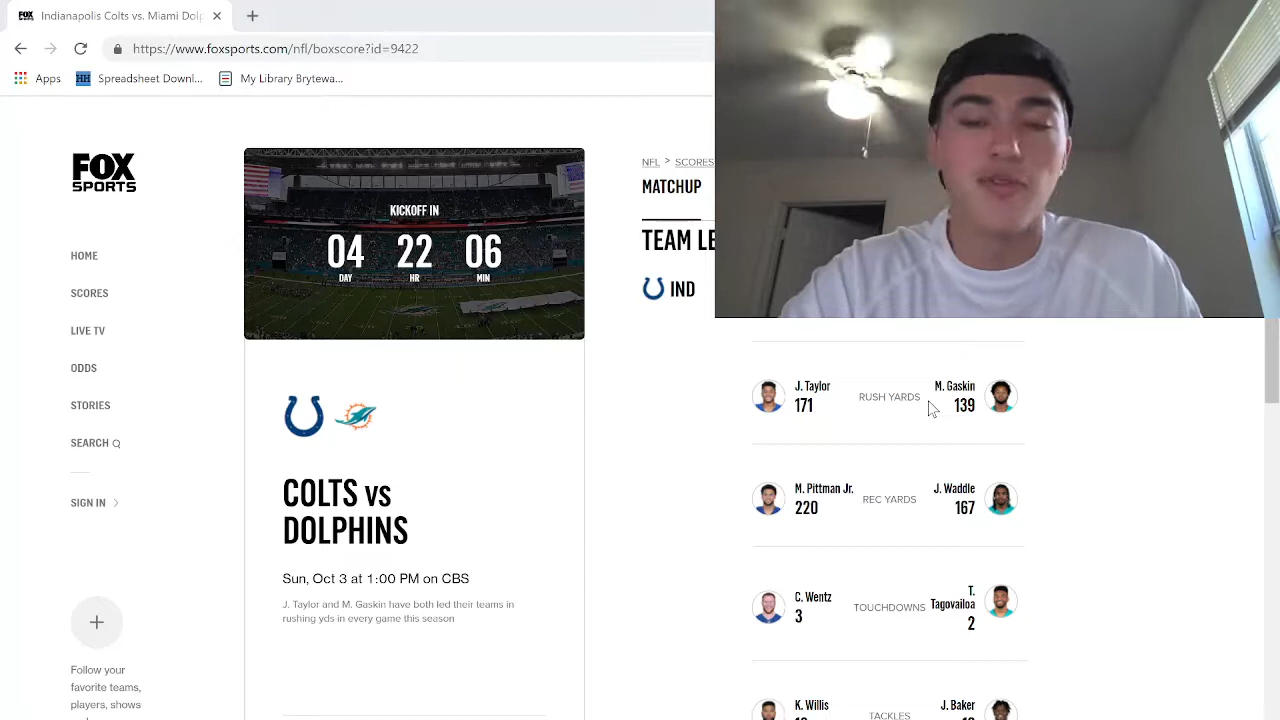 FOX SPORTS
Indianapolis Colts vs. Miami Dolp
https://www.foxsports.com/nfl/boxscore?id=9422
Apps
HH
Spreadsheet Downl...
My Library Brytewa...
FOX
SPORTS
HOME
SCORES
LIVE TV
ODDS
STORIES
SEARCH
SIGN IN
Follow your
favorite teams,
players, shows
KICKOFF IN
04 22 06
DAY HR MIN
COLTS vs
DOLPHINS
Sun, Oct 3 at 1:00 PM on CBS
J. Taylor and M. Gaskin have both led their teams in
rushing yds in every game this season
NFL > SCORES
MATCHUP
TEAM LE
IND
J. Taylor M. Gaskin
171 RUSH YARDS 139
M. Pittman Jr. J. Waddle
220 REC YARDS 167
C. Wentz T.
TOUCHDOWNS Tagovailoa
3 2
K. Willis J. Baker
TACKLES